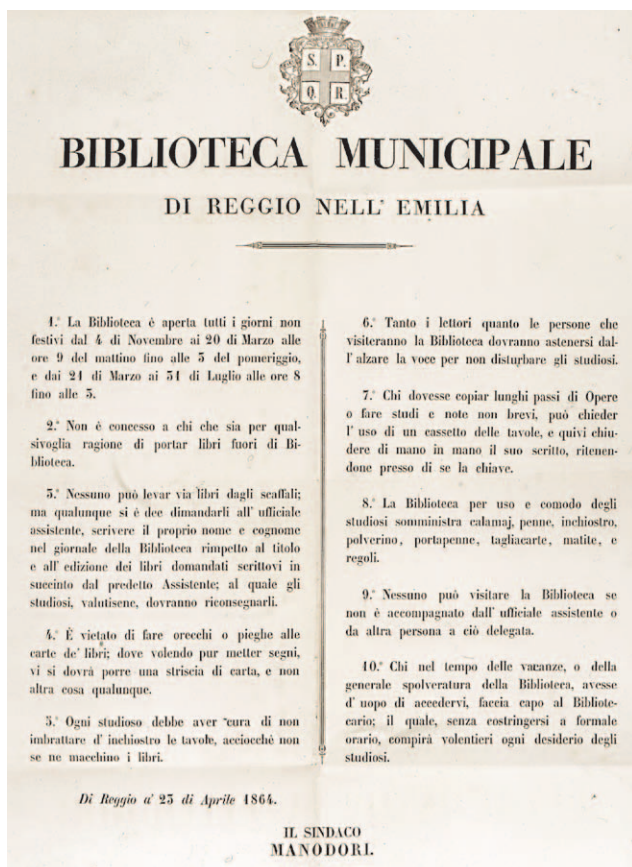 S. P.
Q. R.
BIBLIOTECA MUNICIPALE
DI REGGIO NELL' EMILIA
1.° La Biblioteca é aperta tutti i giorni non
festivi dal 4 di Novembre ai 20 di Marzo alle
ore 9 del mattino fino alle 3 del pomeriggio,
e dai 21 di Marzo ai 31 di Luglio alle ore 8
fino alle 3.
2.° Non è concesso a chi che sia per qual-
sivoglia ragione di portar libri fuori di Bi-
blioteca.
3.° Nessuno può levar via libri dagli scaffali;
ma qualunque si é dee dimandarli all' ufficiale
assistente, scrivere il proprio nome e cognome
nel giornale della Biblioteca rimpetto al titolo
e all' edizione dei libri domandati scrittovi in
succinto dal predetto Assistente; al quale gli
studiosi, valutisene, dovranno riconsegnarli.
4.° È vietato di fare orecchi o pieghe alle
carte de' libri; dove volendo pur metter segni,
vi si dovrà porre una striscia di carta, e non
altra cosa qualunque.
5.° Ogni studioso debbe aver cura di non
imbrattare d' inchiostro le tavole, acciocchè non
se ne macchino i libri.
6.° Tanto i lettori quanto le persone che
visiteranno la Biblioteca dovranno astenersi dal-
l' alzare la voce per non disturbare gli studiosi.
7.° Chi dovesse copiar lunghi passi di Opere
o fare studi e note non brevi, può chieder
l' uso di un cassetto delle tavole, e quivi chiu-
dere di mano in mano il suo scritto, ritenen-
done presso di se la chiave.
8.° La Biblioteca per uso e comodo degli
studiosi somministra calamaj, penne, inchiostro,
polverino, portapenne, tagliacarte, matite, e
regoli.
9.° Nessuno può visitare la Biblioteca se
non è accompagnato dall' ufficiale assistente o
da altra persona a ciò delegata.
10.° Chi nel tempo delle vacanze, o della
generale spolveratura della Biblioteca, avesse
d' uopo di accedervi, faccia capo al Bibliote-
cario; il quale, senza costringersi a formale
orario, compirà volentieri ogni desiderio degli
studiosi.
Di Reggio a' 23 di Aprile 1864.
IL SINDACO
MANODORI.